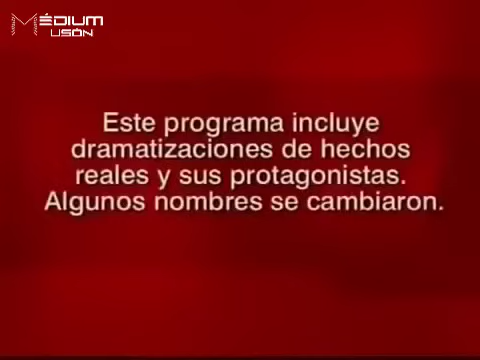 MÉDIUM
USÓN
Este programa incluye
dramatizaciones de hechos
reales y sus protagonistas.
Algunos nombres se cambiaron.